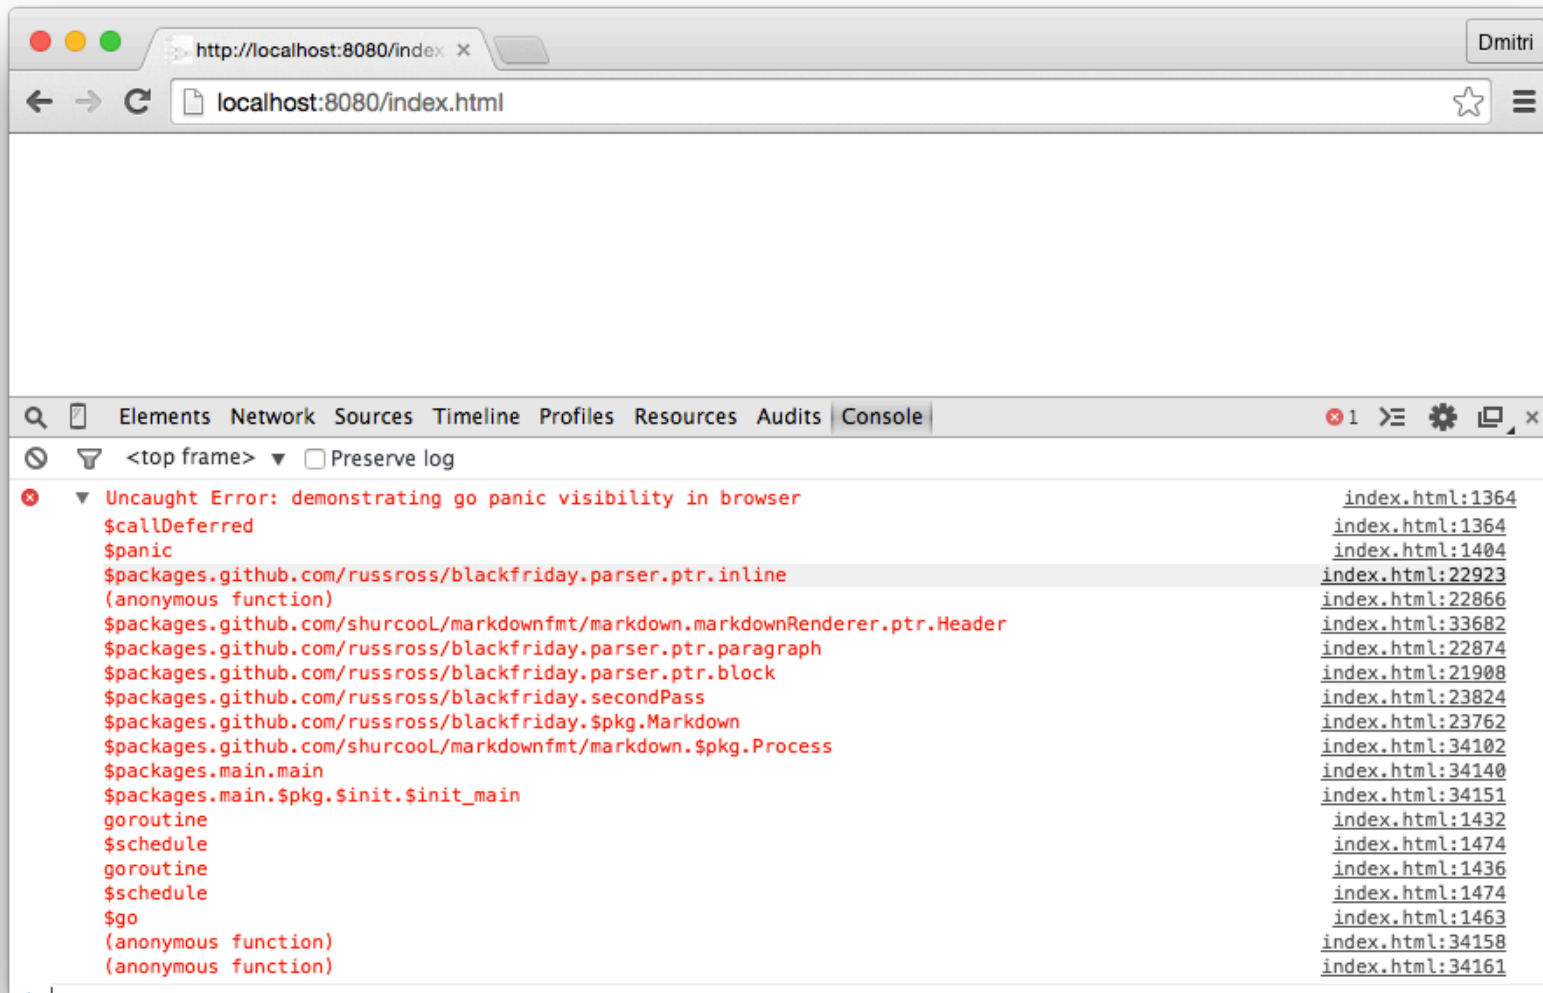 http://localhost:8080/index
Dmitri
localhost:8080/index.html
Elements Network Sources Timeline Profiles Resources Audits Console 1
<top frame> Preserve log
Uncaught Error: demonstrating go panic visibility in browser index.html:1364
$callDeferred index.html:1364
$panic index.html:1404
$packages.github.com/russross/blackfriday.parser.ptr.inline index.html:22923
(anonymous function) index.html:22866
$packages.github.com/shurcooL/markdownfmt/markdown.markdownRenderer.ptr.Header index.html:33682
$packages.github.com/russross/blackfriday.parser.ptr.paragraph index.html:22874
$packages.github.com/russross/blackfriday.parser.ptr.block index.html:21908
$packages.github.com/russross/blackfriday.secondPass index.html:23824
$packages.github.com/russross/blackfriday.$pkg.Markdown index.html:23762
$packages.github.com/shurcooL/markdownfmt/markdown.$pkg.Process index.html:34102
$packages.main.main index.html:34140
$packages.main.$pkg.$init.$init_main index.html:34151
goroutine index.html:1432
$schedule index.html:1474
goroutine index.html:1436
$schedule index.html:1474
$go index.html:1463
(anonymous function) index.html:34158
(anonymous function) index.html:34161